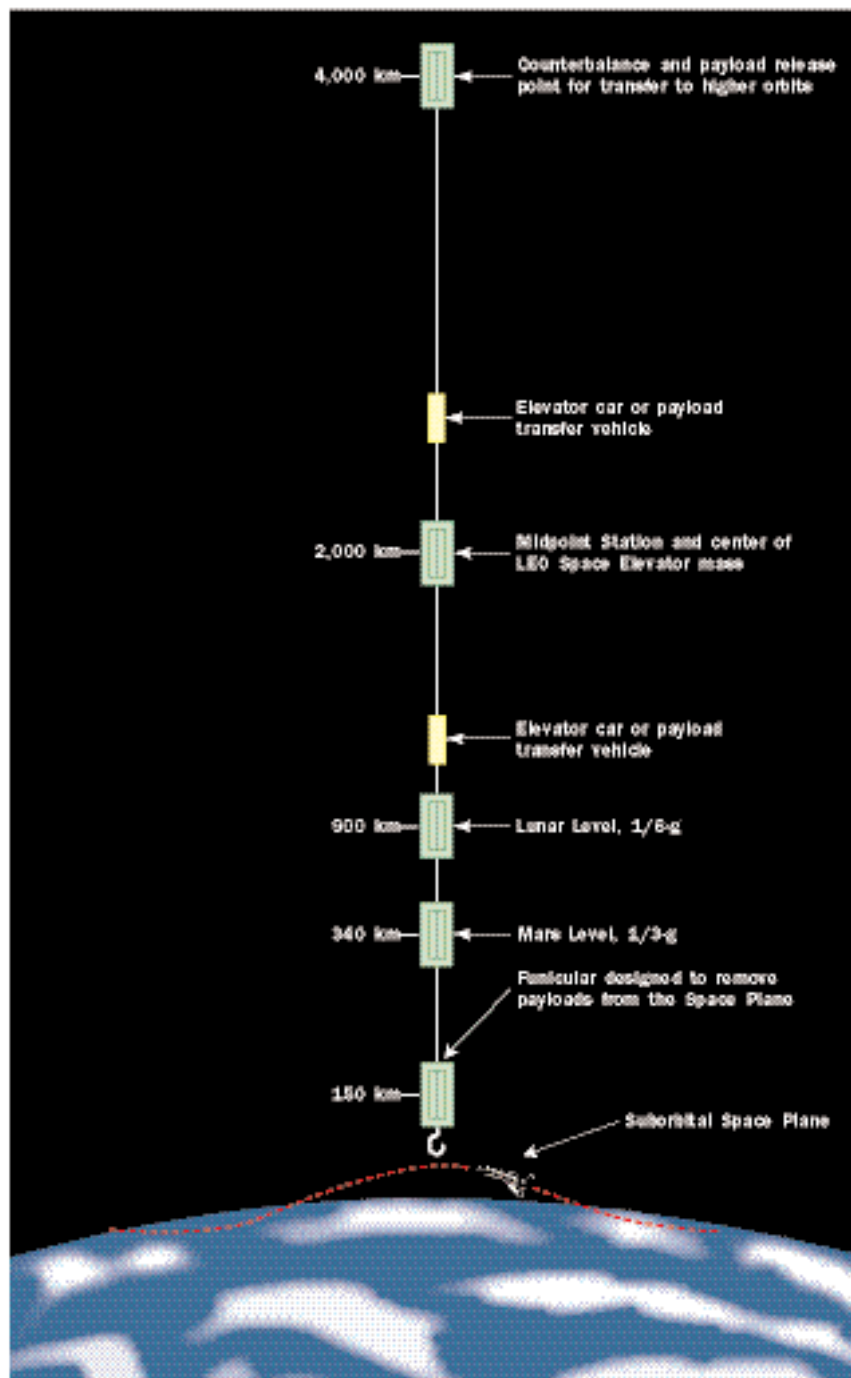 4,000 km
Counterbalance and payload release
point for transfer to higher orbits
Elevator car or payload
transfer vehicle
2,000 km
Midpoint Station and center of
LEO Space Elevator mass
Elevator car or payload
transfer vehicle
900 km
Lunar Level, 1/6-g
340 km
Mars Level, 1/3-g
Funicular designed to remove
payloads from the Space Plane
150 km
Suborbital Space Plane